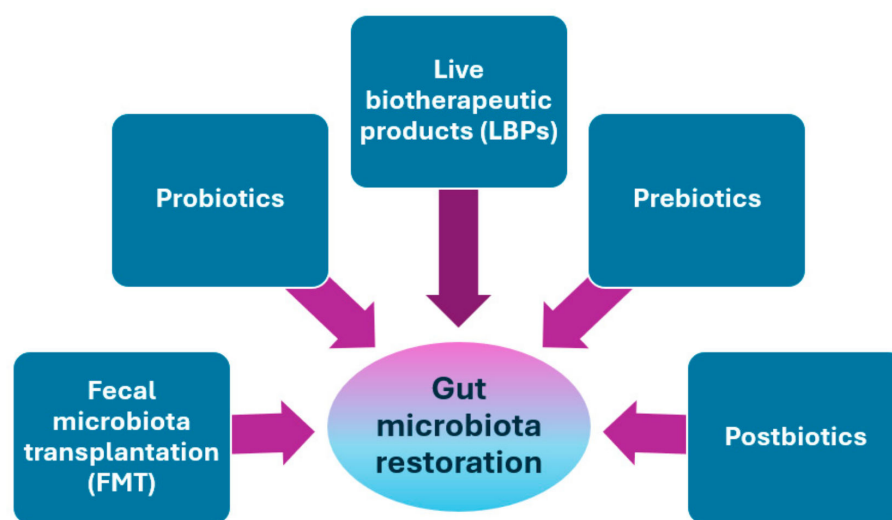 Live
biotherapeutic
products (LBPs)
Probiotics
Prebiotics
Fecal
microbiota
transplantation
(FMT)
Gut
microbiota
restoration
Postbiotics